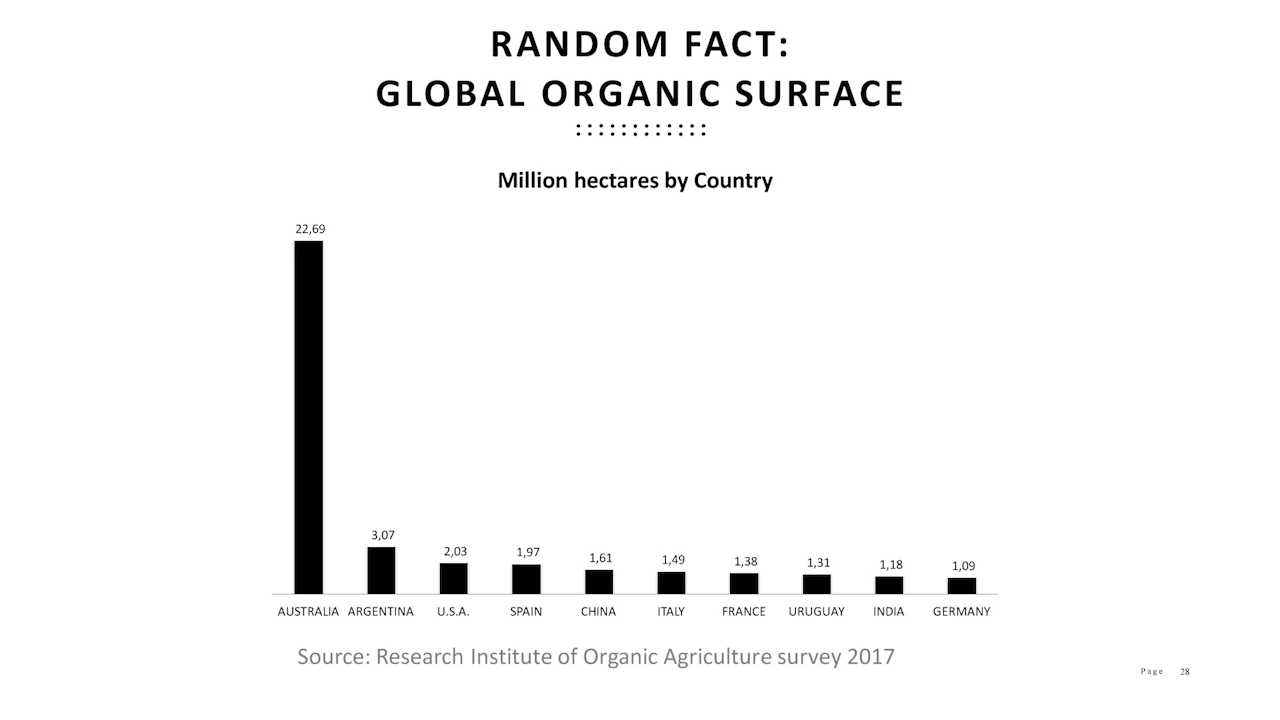 RANDOM FACT:
GLOBAL ORGANIC SURFACE
Million hectares by Country
22,69
3,07
2,03
1,97
1,61
1,49
1,38
1,31
1,18
1,09
AUSTRALIA
ARGENTINA
U.S.A.
SPAIN
CHINA
ITALY
FRANCE
URUGUAY
INDIA
GERMANY
Source: Research Institute of Organic Agriculture survey 2017
Page 28